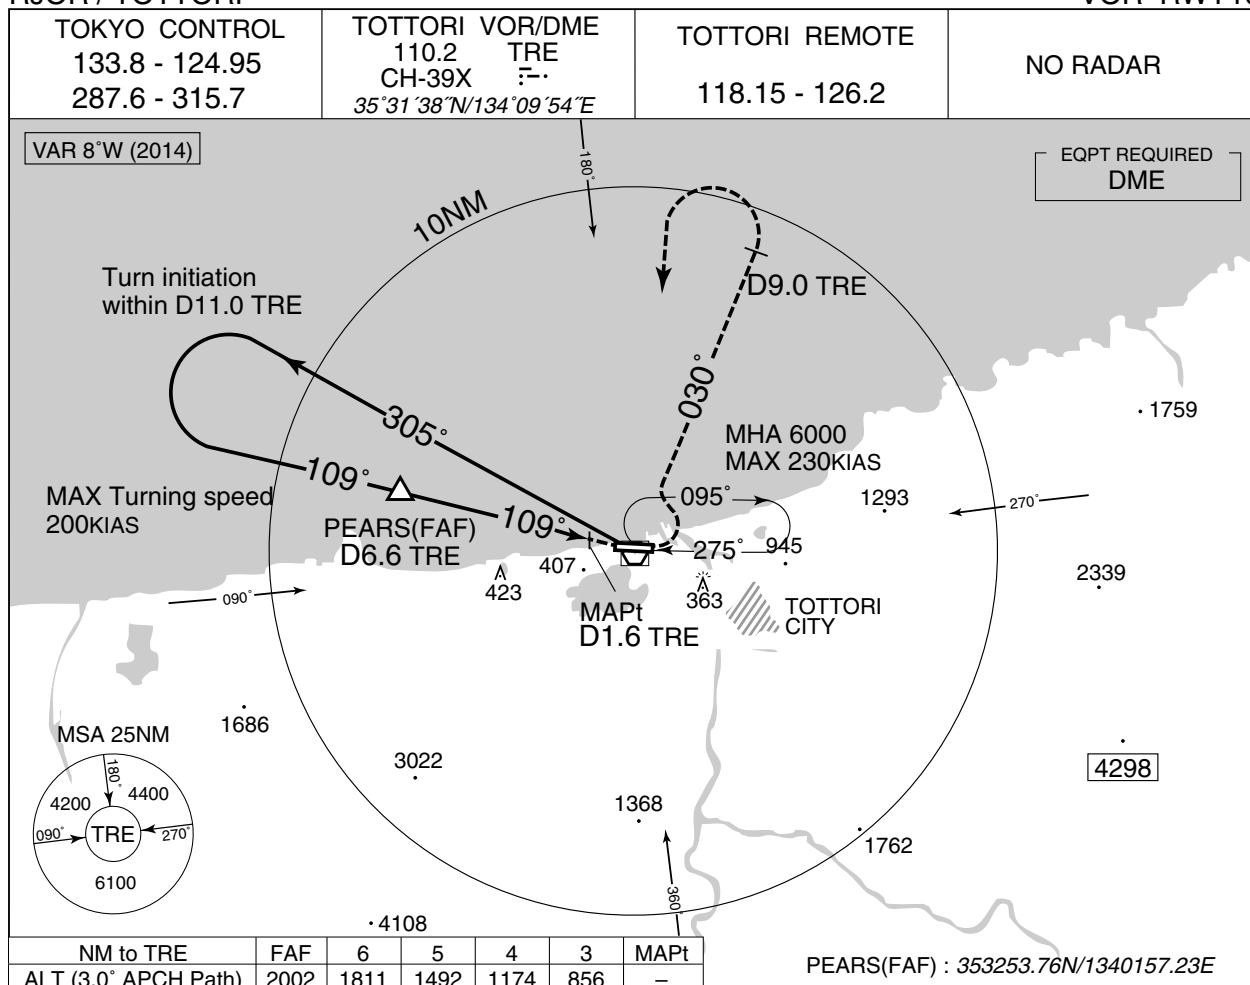 RJOR / TOTTORI
TOKYO CONTROL
133.8 - 124.95
287.6 - 315.7
TOTTORI VOR/DME
110.2 TRE
CH-39X
35°31´38˝N/134°09´54˝E
TOTTORI REMOTE
118.15 - 126.2
NO RADAR
VAR 8°W (2014)
EQPT REQUIRED
DME
180°
10NM
Turn initiation
within D11.0 TRE
D9.0 TRE
030°
305°
1759
MHA 6000
MAX 230KIAS
109°
MAX Turning speed
200KIAS
095°
1293
270°
PEARS(FAF)
D6.6 TRE
109°
275°
945
407
423
363
2339
090°
MAPt
D1.6 TRE
TOTTORI
CITY
1686
MSA 25NM
180°
4200
4400
090°
TRE
270°
6100
3022
4298
1368
1762
360°
4108
NM to TRE FAF 6 5 4 3 MAPt
ALT (3.0° APCH Path) 2002 1811 1492 1174 856 –
PEARS(FAF) : 353253.76N/1340157.23E